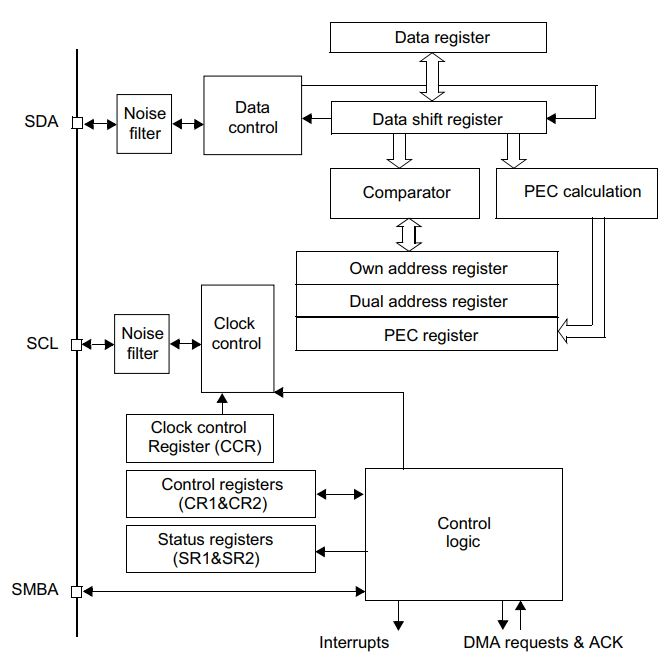 Data register
SDA
Noise
filter
Data
control
Data shift register
Comparator
PEC calculation
Own address register
Dual address register
PEC register
SCL
Noise
filter
Clock
control
Clock control
Register (CCR)
Control registers
(CR1&CR2)
Status registers
(SR1&SR2)
Control
logic
SMBA
Interrupts
DMA requests & ACK